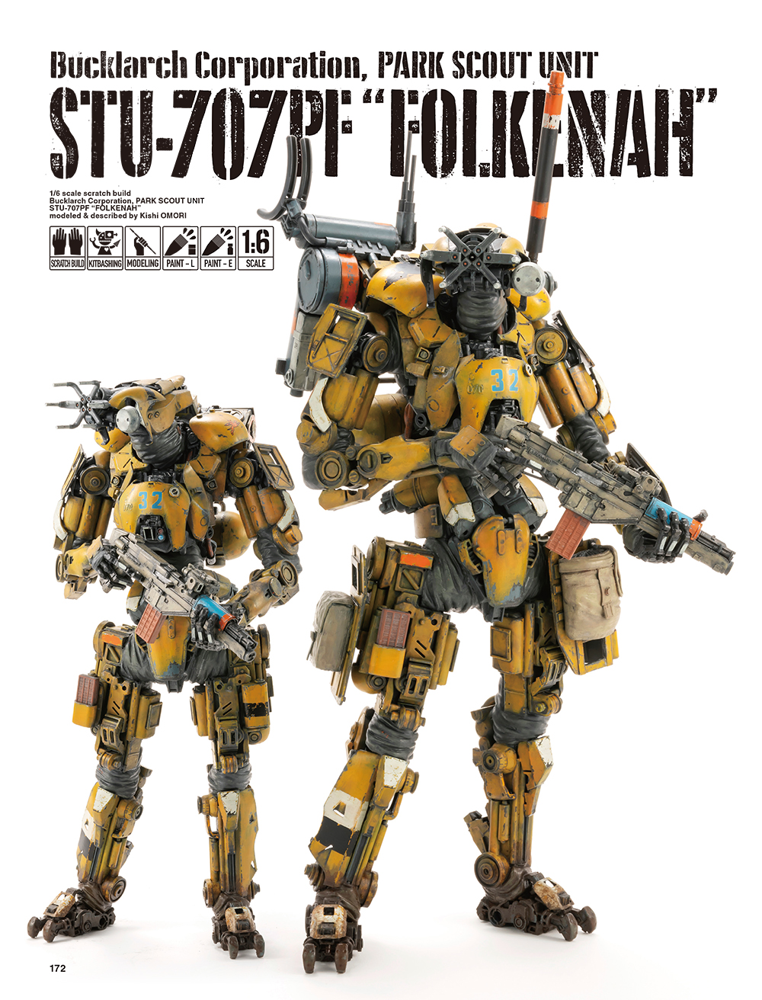 Bucklarch Corporation, PARK SCOUT UNIT
STU-707PF “FOLKENAH”
1/6 scale scratch build
Bucklarch Corporation, PARK SCOUT UNIT
STU-707PF “FOLKENAH”
modeled & described by Kishi OMORI
SCRATCH BUILD
KITBASHING
MODELING
PAINT – L
PAINT – E
1:6
SCALE
32
32
172